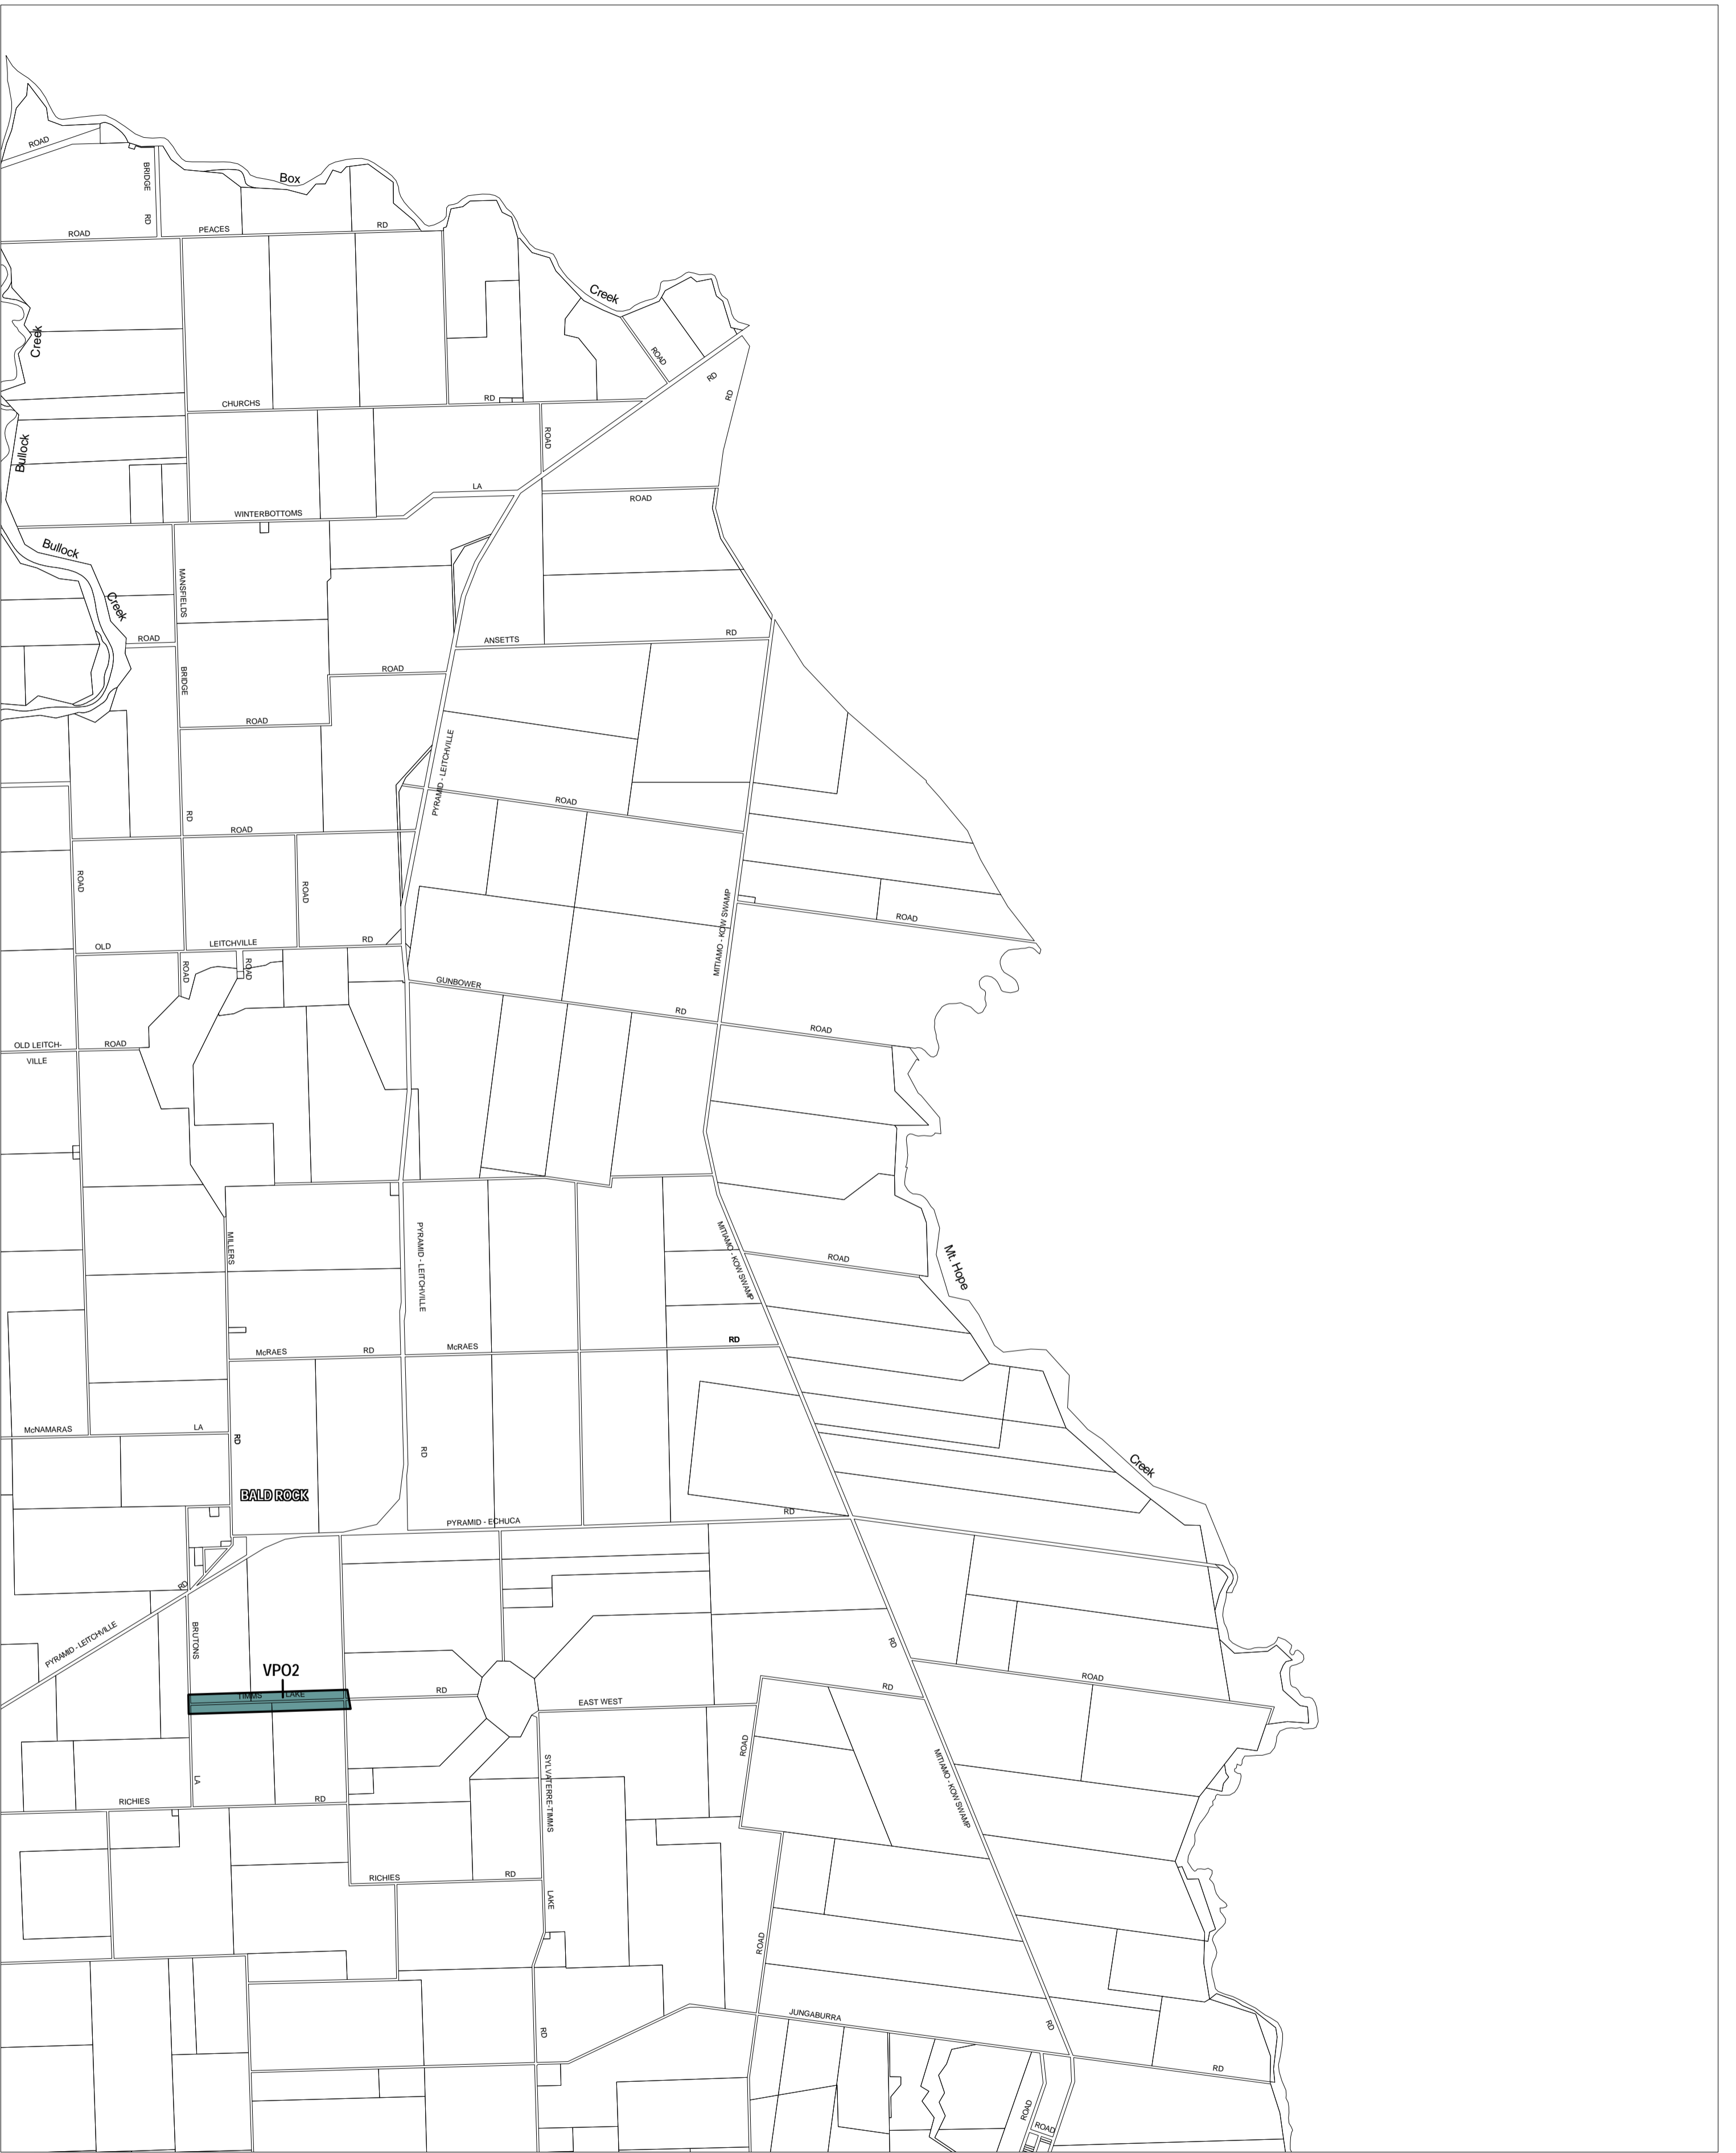 ROAD
BRIDGE
RD
Box
ROAD
PEACES
RD
Creek
Creek
ROAD
RD
RD
CHURCHS
RD
Bullock
ROAD
LA
ROAD
WINTERBOTTOMS
Bullock
MANSFIELDS
Creek
ROAD
ANSETTS
RD
BRIDGE
ROAD
ROAD
PYRAMID - LEITCHVILLE
ROAD
RD
ROAD
ROAD
ROAD
MITIAMO - KOW SWAMP
ROAD
OLD
LEITCHVILLE
RD
ROAD
ROAD
GUNBOWER
RD
ROAD
OLD LEITCH-
VILLE
ROAD
MILLERS
PYRAMID - LEITCHVILLE
MITIAMO - KOW SWAMP
ROAD
Mt. Hope
McRAES
RD
McRAES
RD
McNAMARAS
LA
RD
RD
Creek
BALD ROCK
PYRAMID - ECHUCA
RD
RD
PYRAMID - LEITCHVILLE
BRUTONS
RD
VPO2
TIMMS
LAKE
RD
EAST WEST
RD
ROAD
ROAD
SYLVATERRE-TIMMS
MITIAMO - KOW SWAMP
LA
RICHIES
RD
RICHIES
RD
LAKE
ROAD
JUNGABURRA
RD
RD
RD
ROAD
ROAD